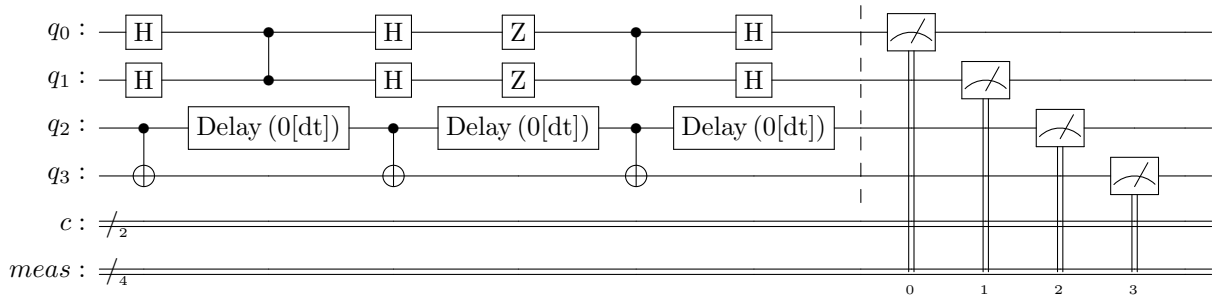 q0 : H H Z H
q1 : H H Z H
q2 : Delay (0[dt]) Delay (0[dt]) Delay (0[dt])
q3 :
c : 2
meas : 4
0 1 2 3